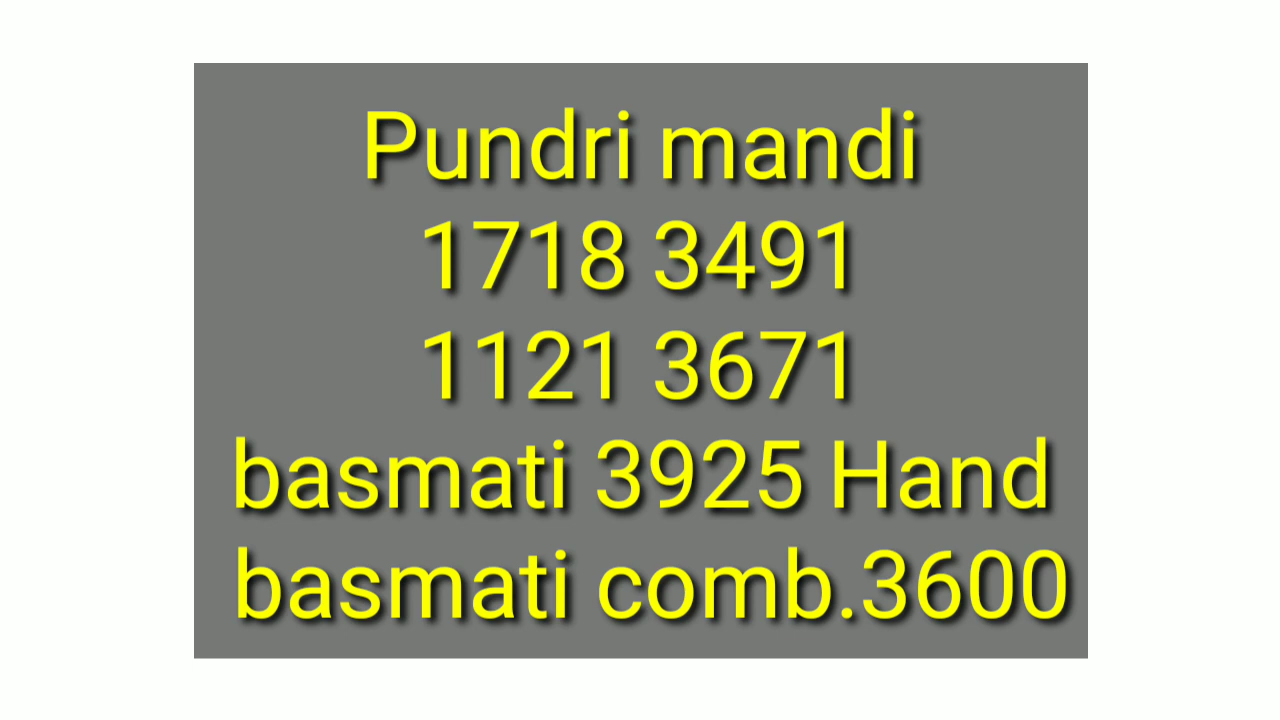 Pundri mandi
1718 3491
1121 3671
basmati 3925 Hand
basmati comb.3600